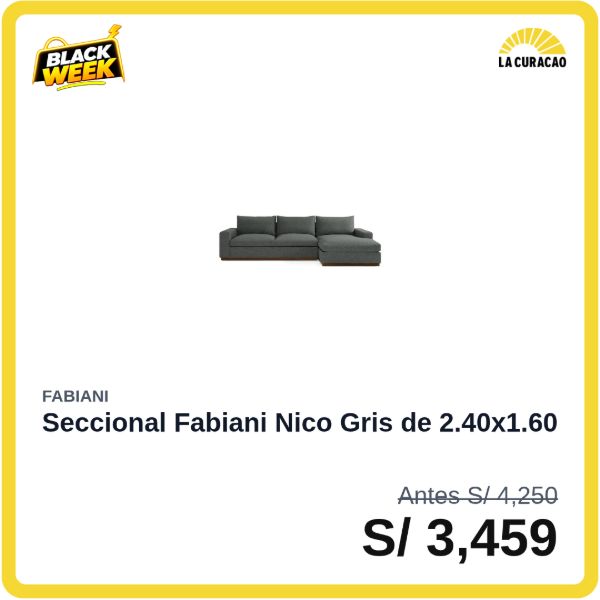 BLACK
WEEK
LA CURACAO
FABIANI
Seccional Fabiani Nico Gris de 2.40x1.60
Antes S/ 4,250
S/ 3,459